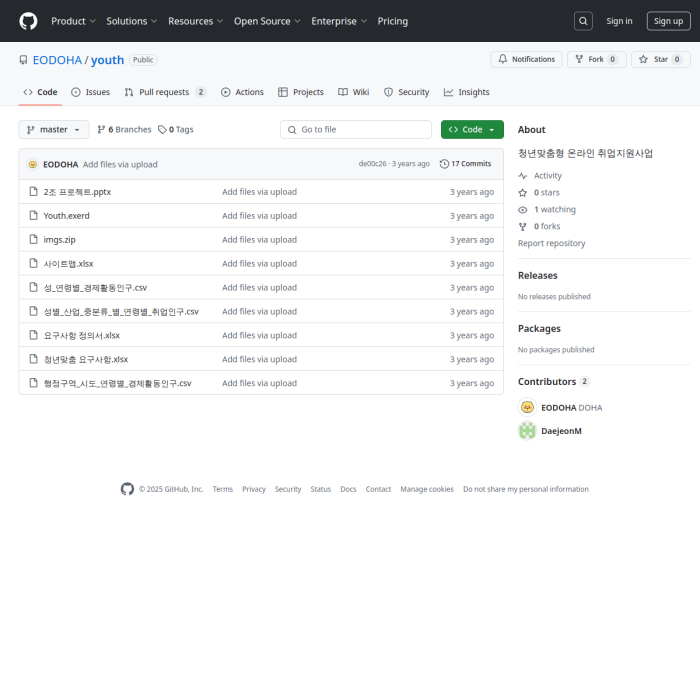 Product Solutions Resources Open Source Enterprise Pricing Sign in Sign up
EODOHA / youth Public Notifications Fork 0 Star 0
Code Issues Pull requests 2 Actions Projects Wiki Security Insights
master 6 Branches 0 Tags Go to file Code
EODOHA Add files via upload de00c26 · 3 years ago 17 Commits
2조 프로젝트.pptx Add files via upload 3 years ago
Youth.exerd Add files via upload 3 years ago
imgs.zip Add files via upload 3 years ago
사이트맵.xlsx Add files via upload 3 years ago
성_연령별_경제활동인구.csv Add files via upload 3 years ago
성별_산업_중분류_별_연령별_취업인구.csv Add files via upload 3 years ago
요구사항 정의서.xlsx Add files via upload 3 years ago
청년맞춤 요구사항.xlsx Add files via upload 3 years ago
행정구역_시도_연령별_경제활동인구.csv Add files via upload 3 years ago
About
청년맞춤형 온라인 취업지원사업
Activity
0 stars
1 watching
0 forks
Report repository
Releases
No releases published
Packages
No packages published
Contributors 2
EODOHA DOHA
DaejeonM
© 2025 GitHub, Inc. Terms Privacy Security Status Docs Contact Manage cookies Do not share my personal information